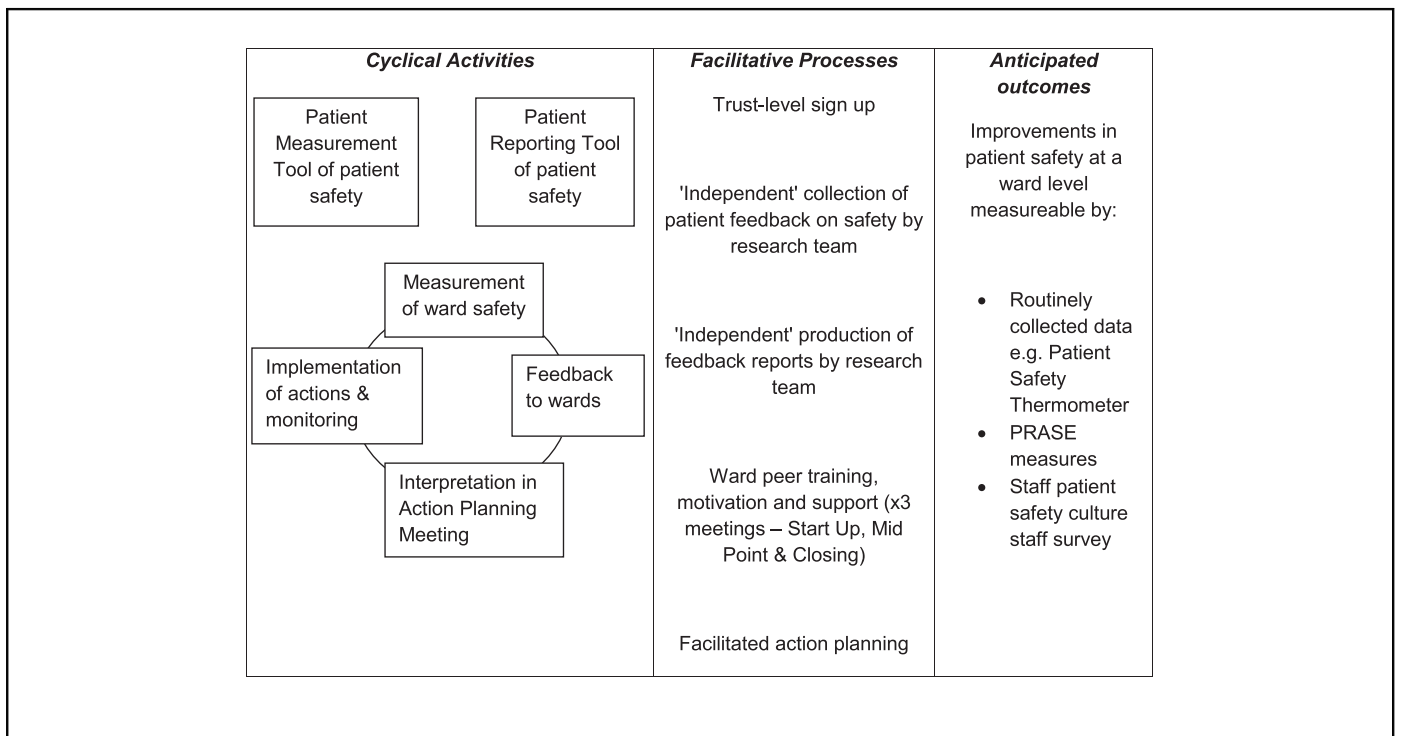 Cyclical Activities
Patient
Measurement
Tool of patient
safety
Patient
Reporting Tool
of patient
safety
Measurement
of ward safety
Implementation
of actions &
monitoring
Feedback
to wards
Interpretation in
Action Planning
Meeting
Facilitative Processes
Trust-level sign up
'Independent' collection of
patient feedback on safety by
research team
'Independent' production of
feedback reports by research
team
Ward peer training,
motivation and support (x3
meetings – Start Up, Mid
Point & Closing)
Facilitated action planning
Anticipated
outcomes
Improvements in
patient safety at a
ward level
measureable by:
• Routinely
collected data
e.g. Patient
Safety
Thermometer
• PRASE
measures
• Staff patient
safety culture
staff survey